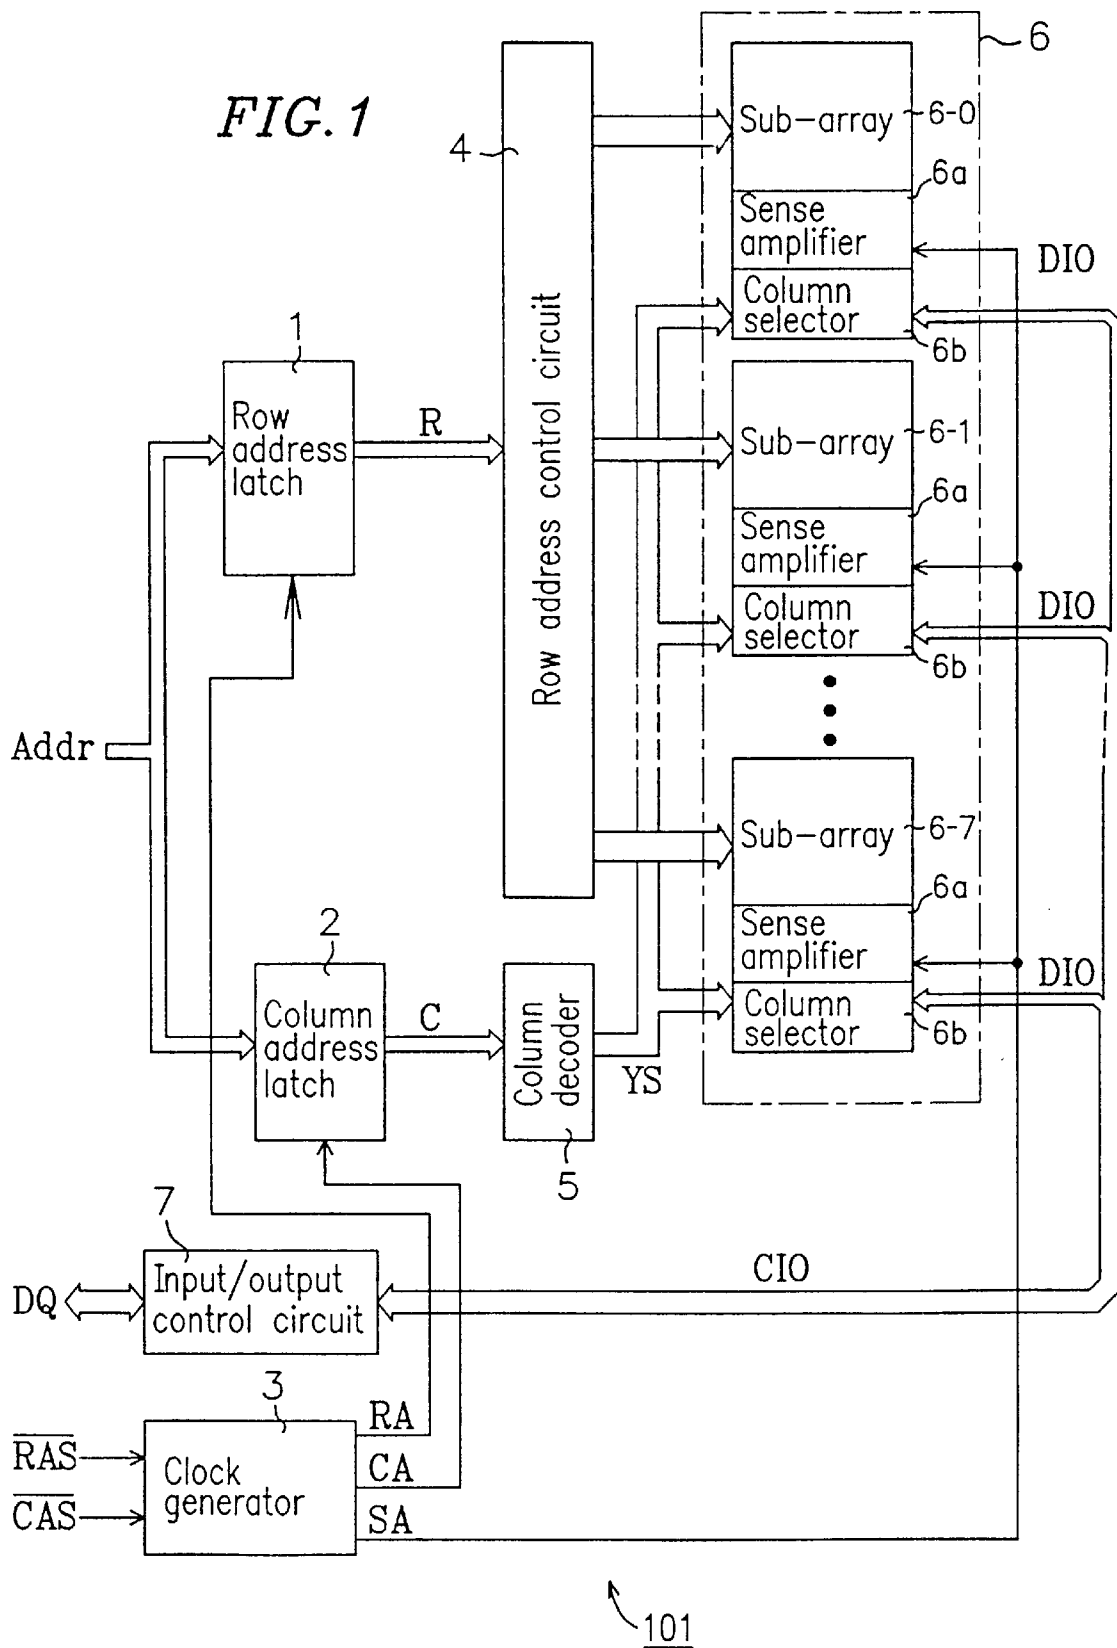 FIG. 1
4
6
Sub-array
6-0
6a
Sense
amplifier
DIO
Column
selector
6b
1
Row
address
latch
R
Row address control circuit
Sub-array
6-1
6a
Sense
amplifier
DIO
Column
selector
6b
Addr
Sub-array
6-7
6a
Sense
amplifier
DIO
Column
selector
6b
2
Column
address
latch
C
Column
decoder
YS
5
7
DQ
Input/output
control circuit
CIO
3
RAS
CAS
Clock
generator
RA
CA
SA
101